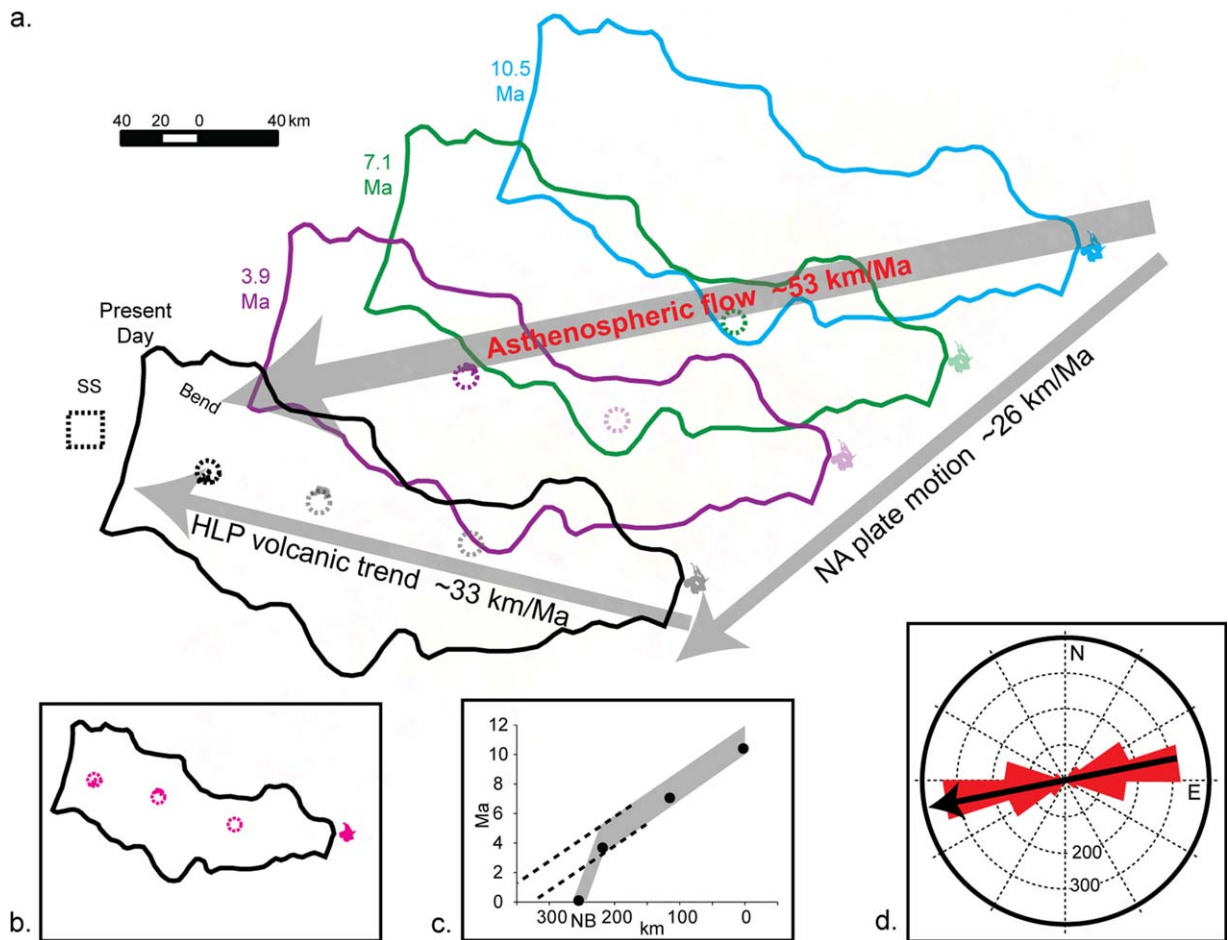 a.
10.5
Ma
40 20 0 40 km
7.1
Ma
3.9
Ma
Asthenospheric flow ~53 km/Ma
Present
Day
SS
Bend
NA plate motion ~26 km/Ma
HLP volcanic trend ~33 km/Ma
b.
c.
12
10
8
6
4
2
0
Ma
300 NB 200 100 0
km
d.
N
E
200
300